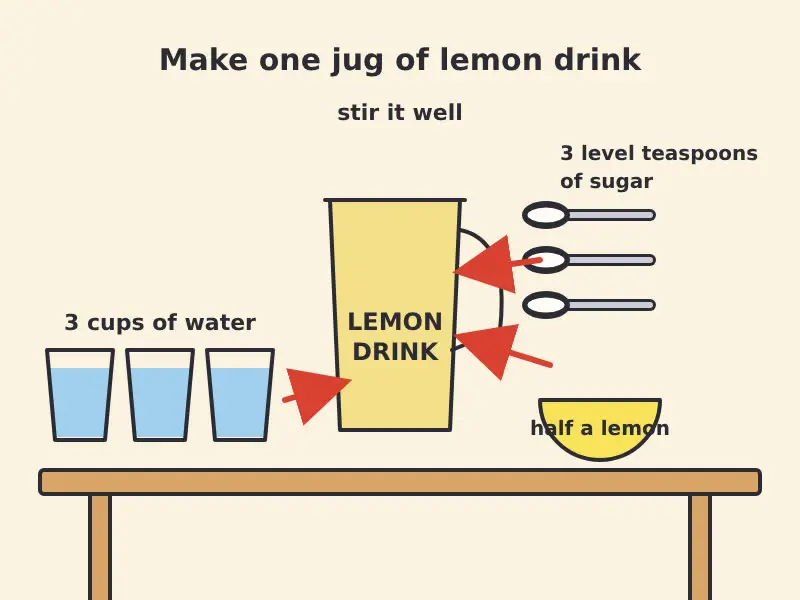 Make one jug of lemon drink
stir it well
3 level teaspoons
of sugar
3 cups of water
LEMON
DRINK
half a lemon